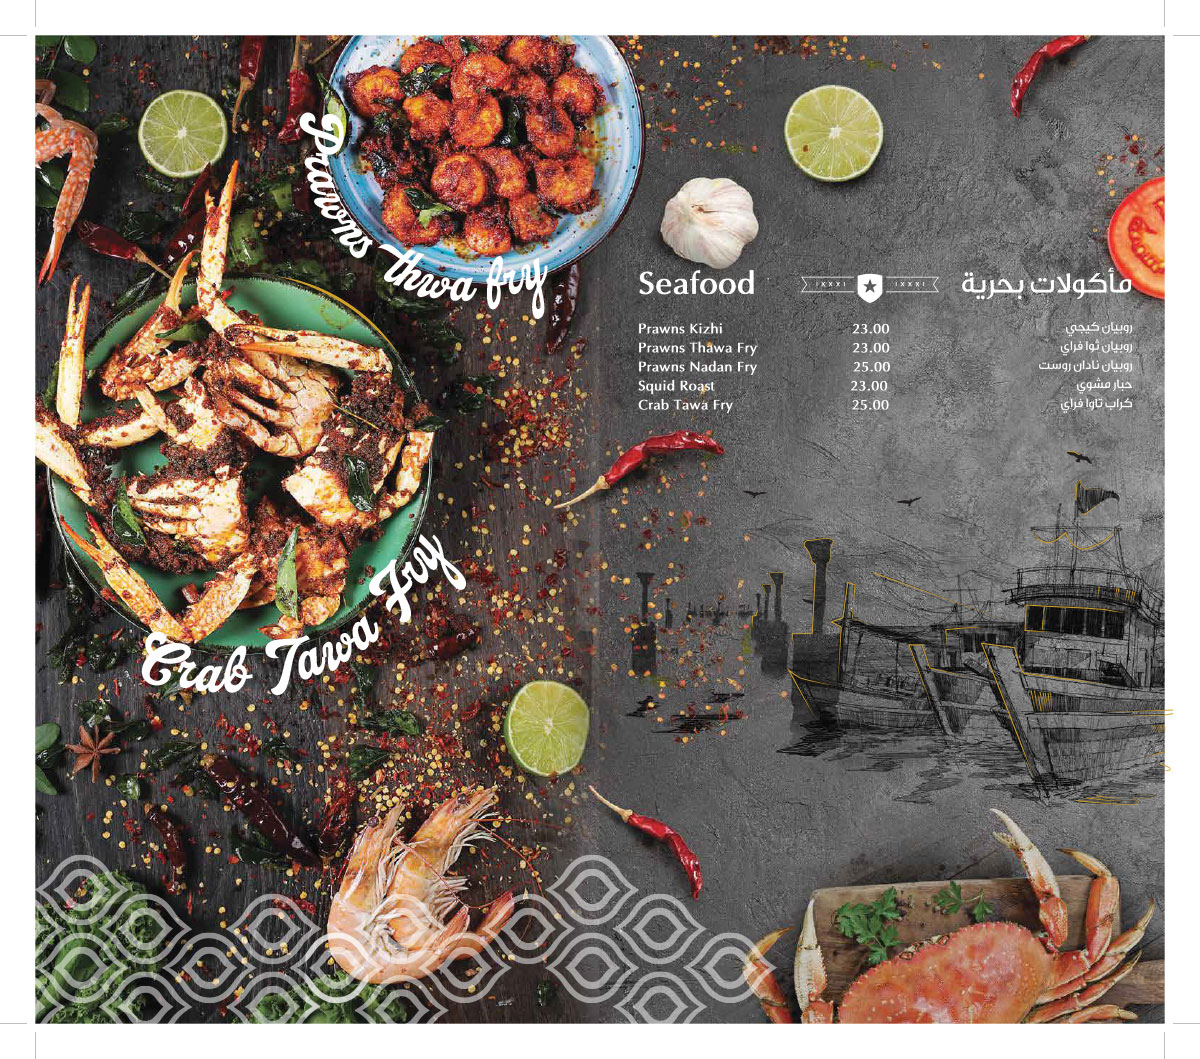 Prawns thwa fry
Crab Tawa Fry
Seafood IXXXI IXXXI مأكولات بحرية
Prawns Kizhi 23.00 روبيان كيجي
Prawns Thawa Fry 23.00 روبيان ثوا فراي
Prawns Nadan Fry 25.00 روبيان نادان روست
Squid Roast 23.00 حبار مشوي
Crab Tawa Fry 25.00 كراب تاوا فراي